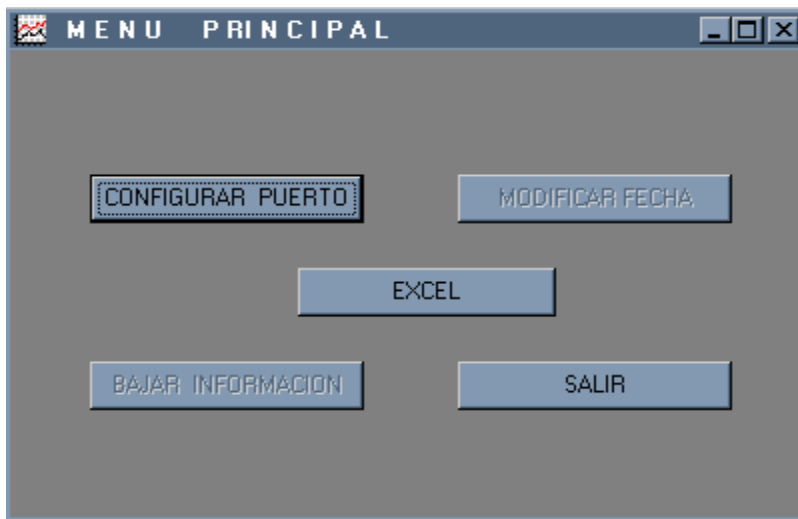 MENU PRINCIPAL
CONFIGURAR PUERTO
MODIFICAR FECHA
EXCEL
BAJAR INFORMACION
SALIR